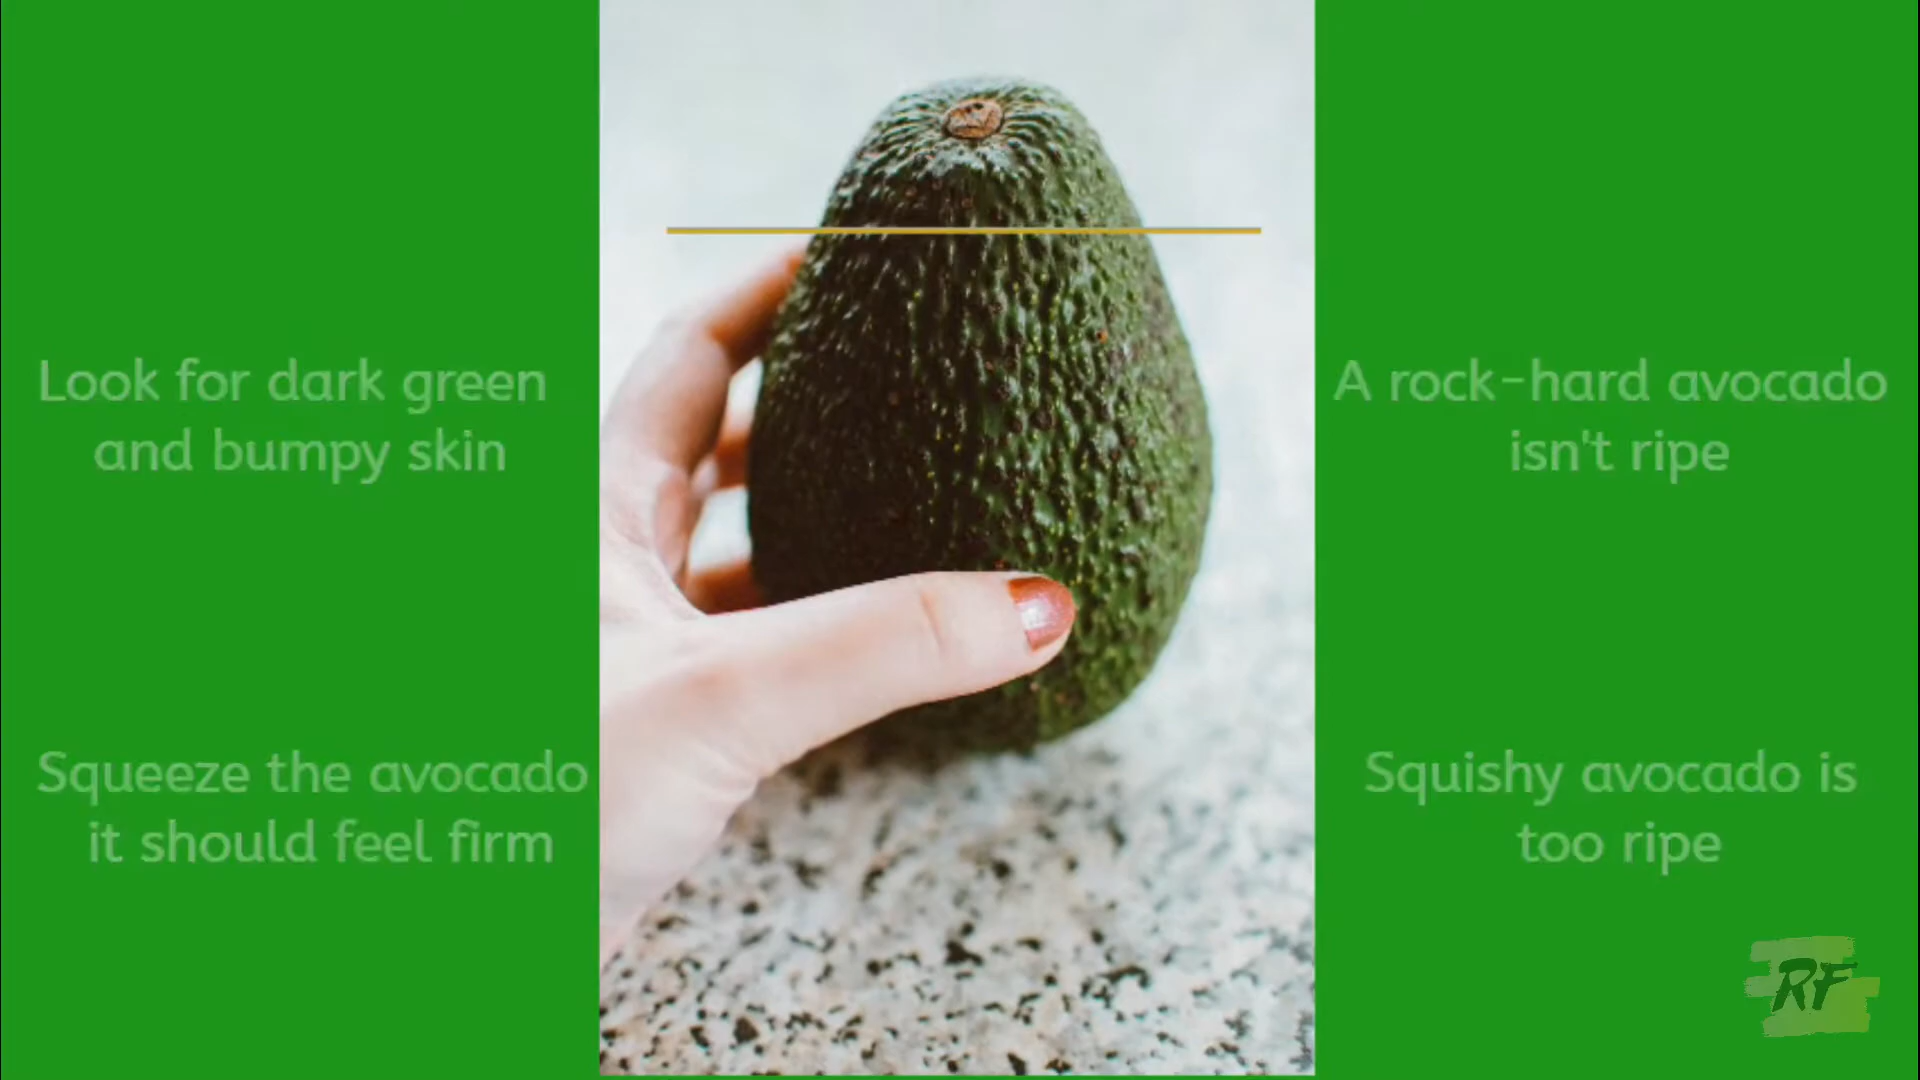 Look for dark green
and bumpy skin
Squeeze the avocado
it should feel firm
A rock-hard avocado
isn't ripe
Squishy avocado is
too ripe
RF